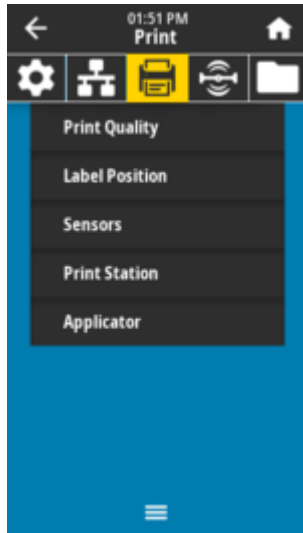 01:51 PM
Print
Print Quality
Label Position
Sensors
Print Station
Applicator